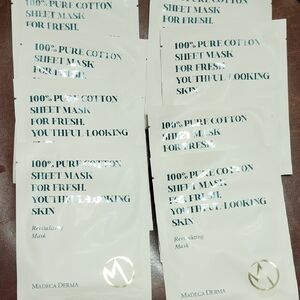 100% PURE COTTON
SHEET MASK
FOR FRESH,
100% PURE COTTON
SHEET MASK
FOR FRESH,
100% PURE COTTON
SHEET MASK
FOR FRESH,
YOUTHFUL LOOKING
100% PURE COTTON
SHEET MASK
FOR FRESH,
YOUTHFUL LOOKING
SKIN
Revitalizing
Mask
MADECA DERMA
SHEET MASK
FOR FRESH,
100% PURE COTTON
SHEET MASK
FOR FRESH,
YOUTHFUL LOOKING
SKIN
100% PURE COTTON
SHEET MASK
FOR FRESH,
100% PURE COTTON
SHEET MASK
FOR FRESH,
YOUTHFUL LOOKING
SKIN
Revitalizing
Mask
MADECA DERMA